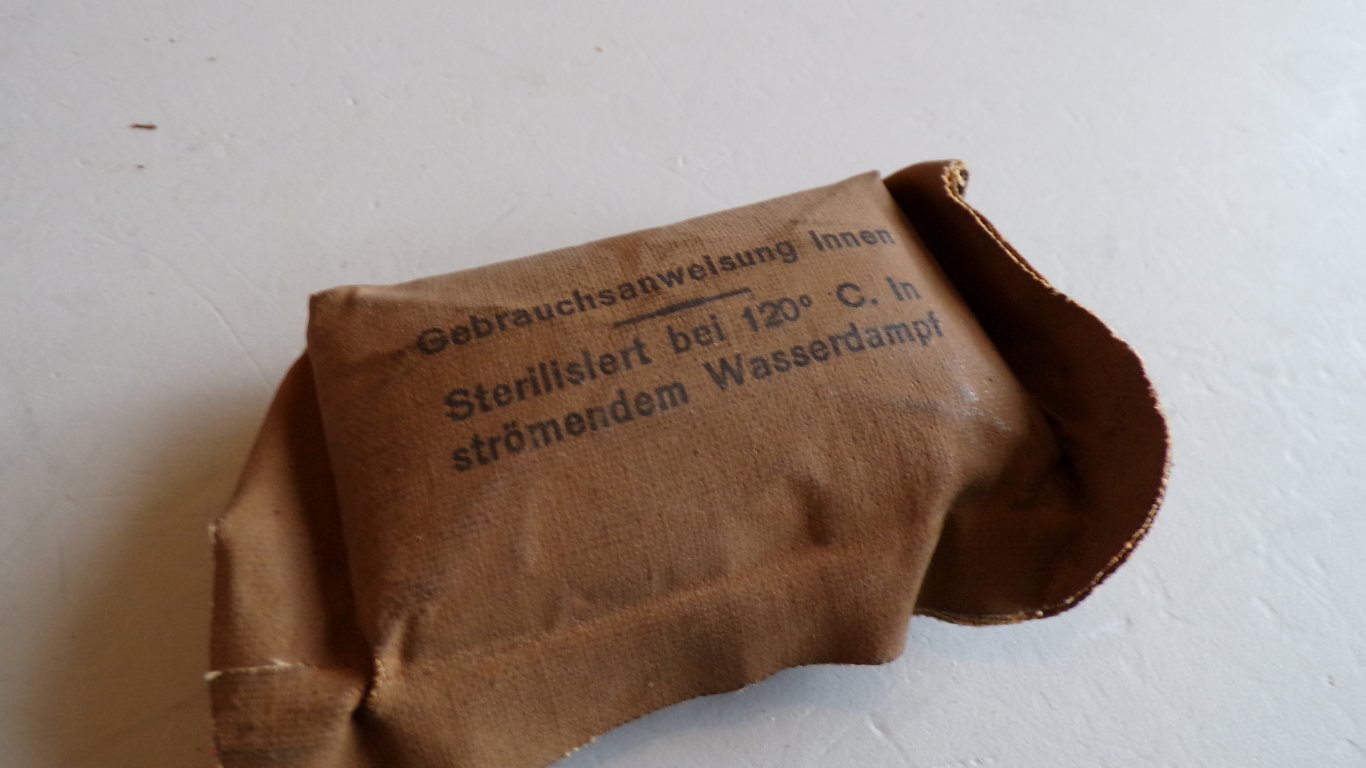 Gebrauchsanweisung Innen
Sterilisiert bei 120° C. In
strömendem Wasserdampf